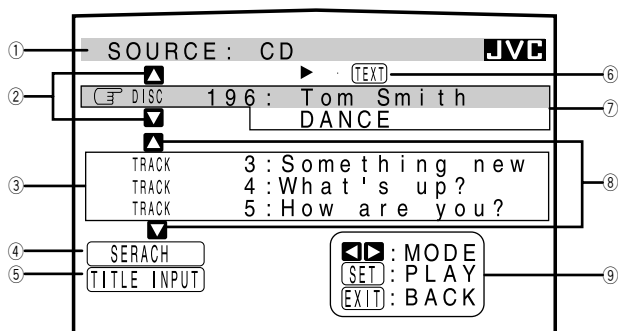 ① SOURCE: CD JVC
② ▶ · TEXT ⑥
DISC 196: Tom Smith ⑦
DANCE
TRACK 3:Something new ⑧
③ TRACK 4:What's up?
TRACK 5:How are you?
④ SERACH ◀▶:MODE
⑤ TITLE INPUT SET:PLAY ⑨
EXIT:BACK